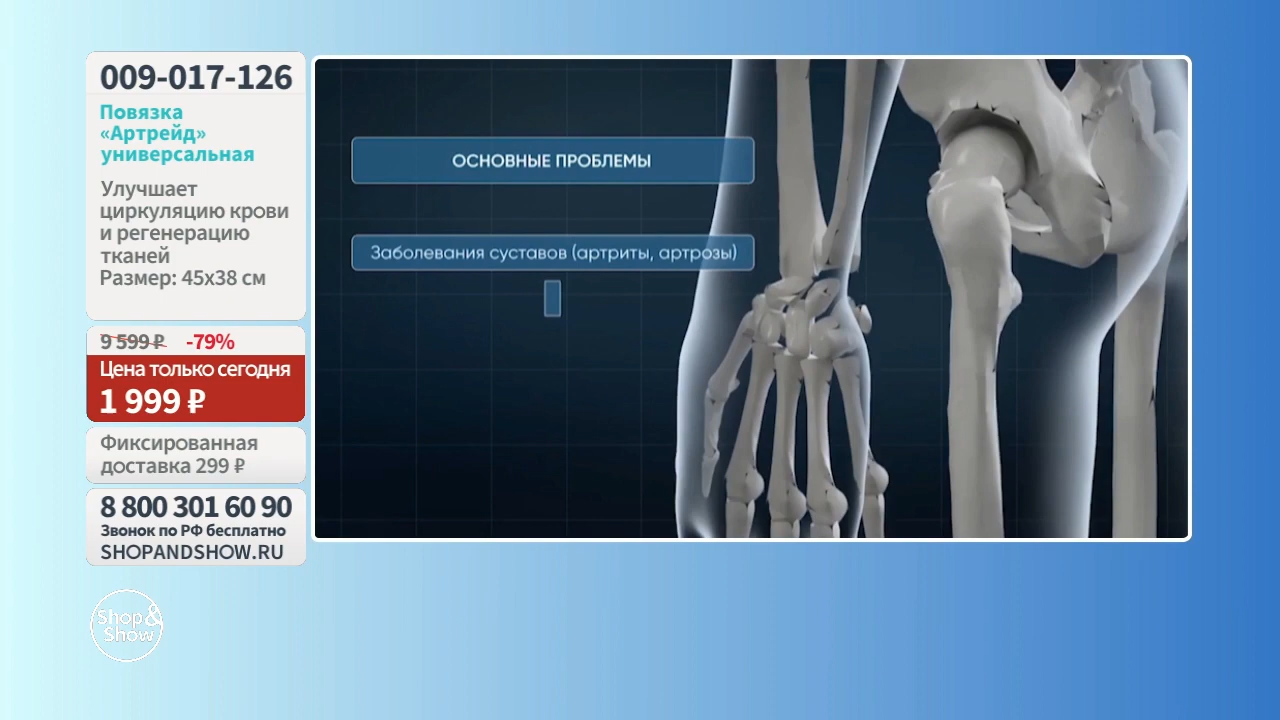 009-017-126
Повязка
«Артрейд»
универсальная
Улучшает
циркуляцию крови
и регенерацию
тканей
Размер: 45х38 см
9 599 ₽ -79%
Цена только сегодня
1 999 ₽
Фиксированная
доставка 299 ₽
8 800 301 60 90
Звонок по РФ бесплатно
SHOPANDSHOW.RU
Shop&
Show
ОСНОВНЫЕ ПРОБЛЕМЫ
Заболевания суставов (артриты, артрозы)